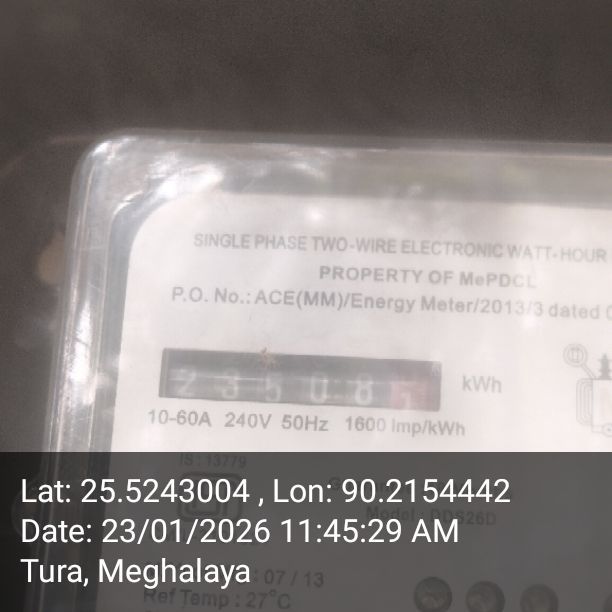 SINGLE PHASE TWO-WIRE ELECTRONIC WATT-HOUR
PROPERTY OF MePDCL
P.O. No.: ACE(MM)/Energy Meter/2013/3 dated
2 3 5 0 8
kWh
10-60A 240V 50Hz 1600 Imp/kWh
IS : 13779
Model : DDS26D
Lat: 25.5243004 , Lon: 90.2154442
Date: 23/01/2026 11:45:29 AM
Tura, Meghalaya
: 07 / 13
Ref Temp : 27°C